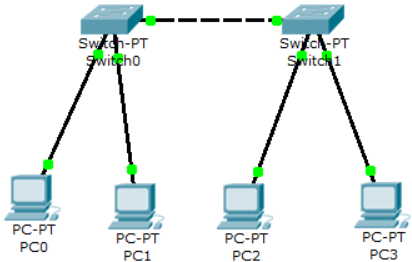 Switch-PT
Switch0
Switch-PT
Switch1
PC-PT
PC0
PC-PT
PC1
PC-PT
PC2
PC-PT
PC3